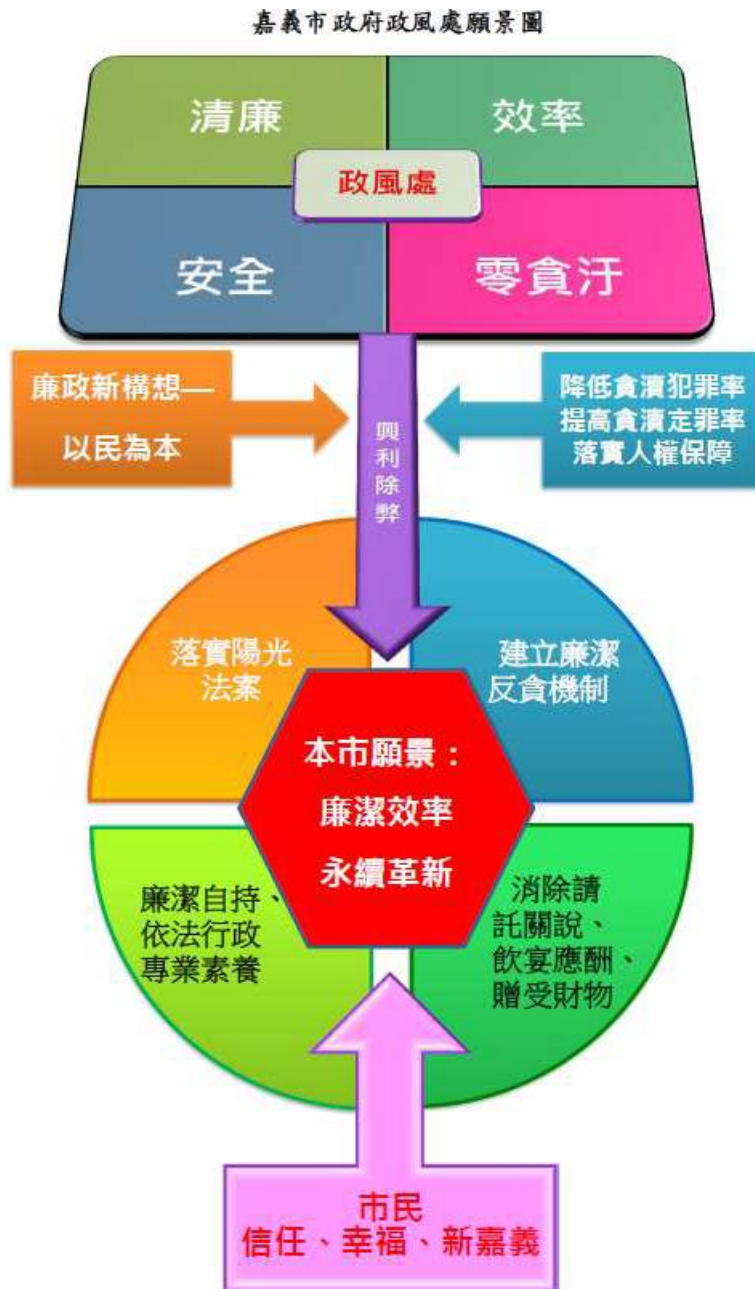 嘉義市政府政風處願景圖
清廉
效率
政風處
安全
零貪汙
廉政新構想—
以民為本
興利除弊
降低貪瀆犯罪率
提高貪瀆定罪率
落實人權保障
落實陽光
法案
建立廉潔
反貪機制
本市願景：
廉潔效率
永續革新
廉潔自持、
依法行政
專業素養
消除請
託關說、
飲宴應酬、
贈受財物
市民
信任、幸福、新嘉義